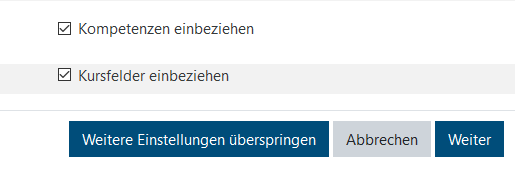 Kompetenzen einbeziehen
Kursfelder einbeziehen
Weitere Einstellungen überspringen Abbrechen Weiter